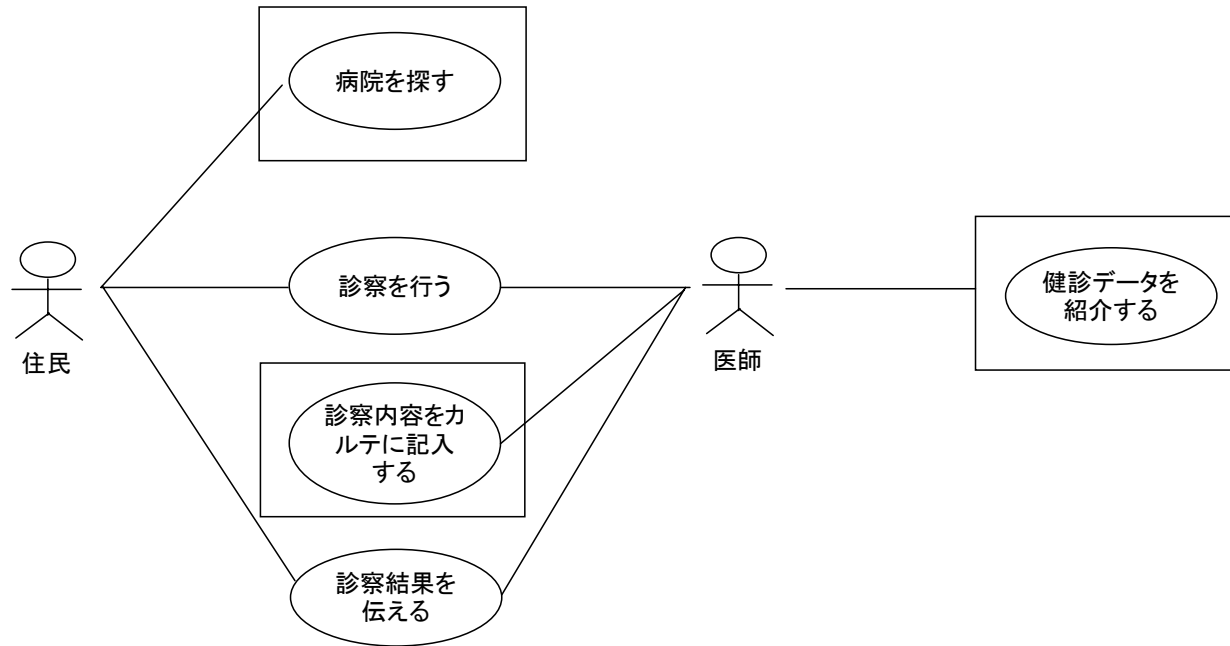 病院を探す
診察を行う
住民
医師
健診データを
紹介する
診察内容をカ
ルテに記入
する
診察結果を
伝える